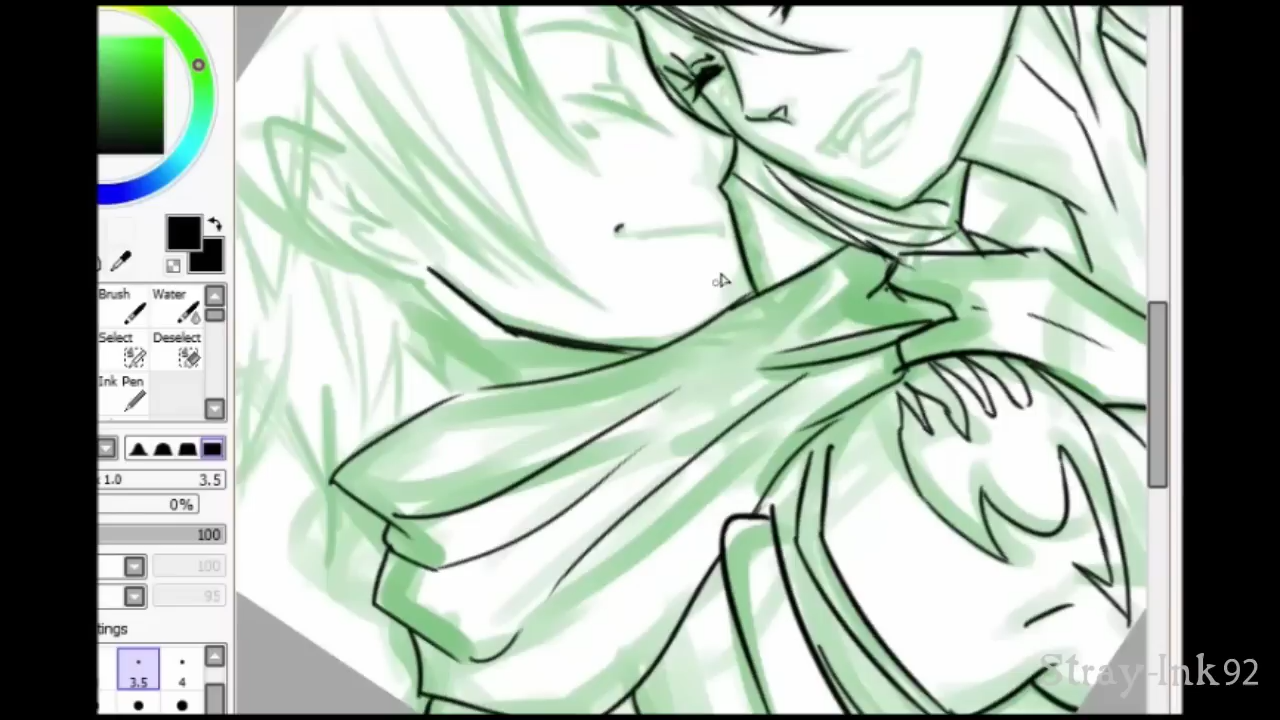 Brush Water
Select Deselect
Ink Pen
x 1.0 3.5
0%
100
100
95
tings
3.5 4
Stray-Ink92